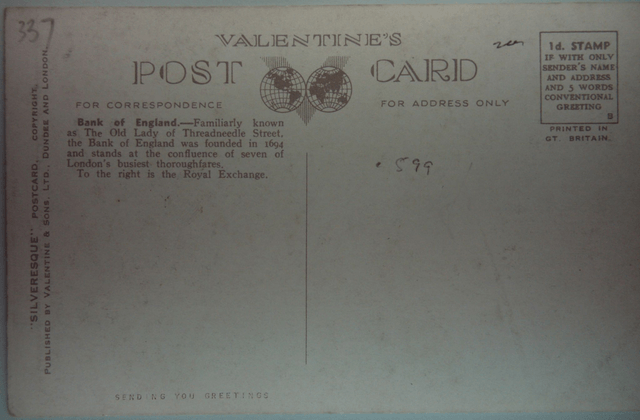 337
VALENTINE'S
POST CARD
FOR CORRESPONDENCE
FOR ADDRESS ONLY
1d. STAMP
IF WITH ONLY
SENDER'S NAME
AND ADDRESS
AND 5 WORDS
CONVENTIONAL
GREETING
B
PRINTED IN
GT. BRITAIN.
Bank of England.—Familiarly known
as The Old Lady of Threadneedle Street,
the Bank of England was founded in 1694
and stands at the confluence of seven of
London's busiest thoroughfares.
To the right is the Royal Exchange.
599
"SILVERESQUE" POSTCARD. COPYRIGHT.
PUBLISHED BY VALENTINE & SONS, LTD., DUNDEE AND LONDON.
SENDING YOU GREETINGS